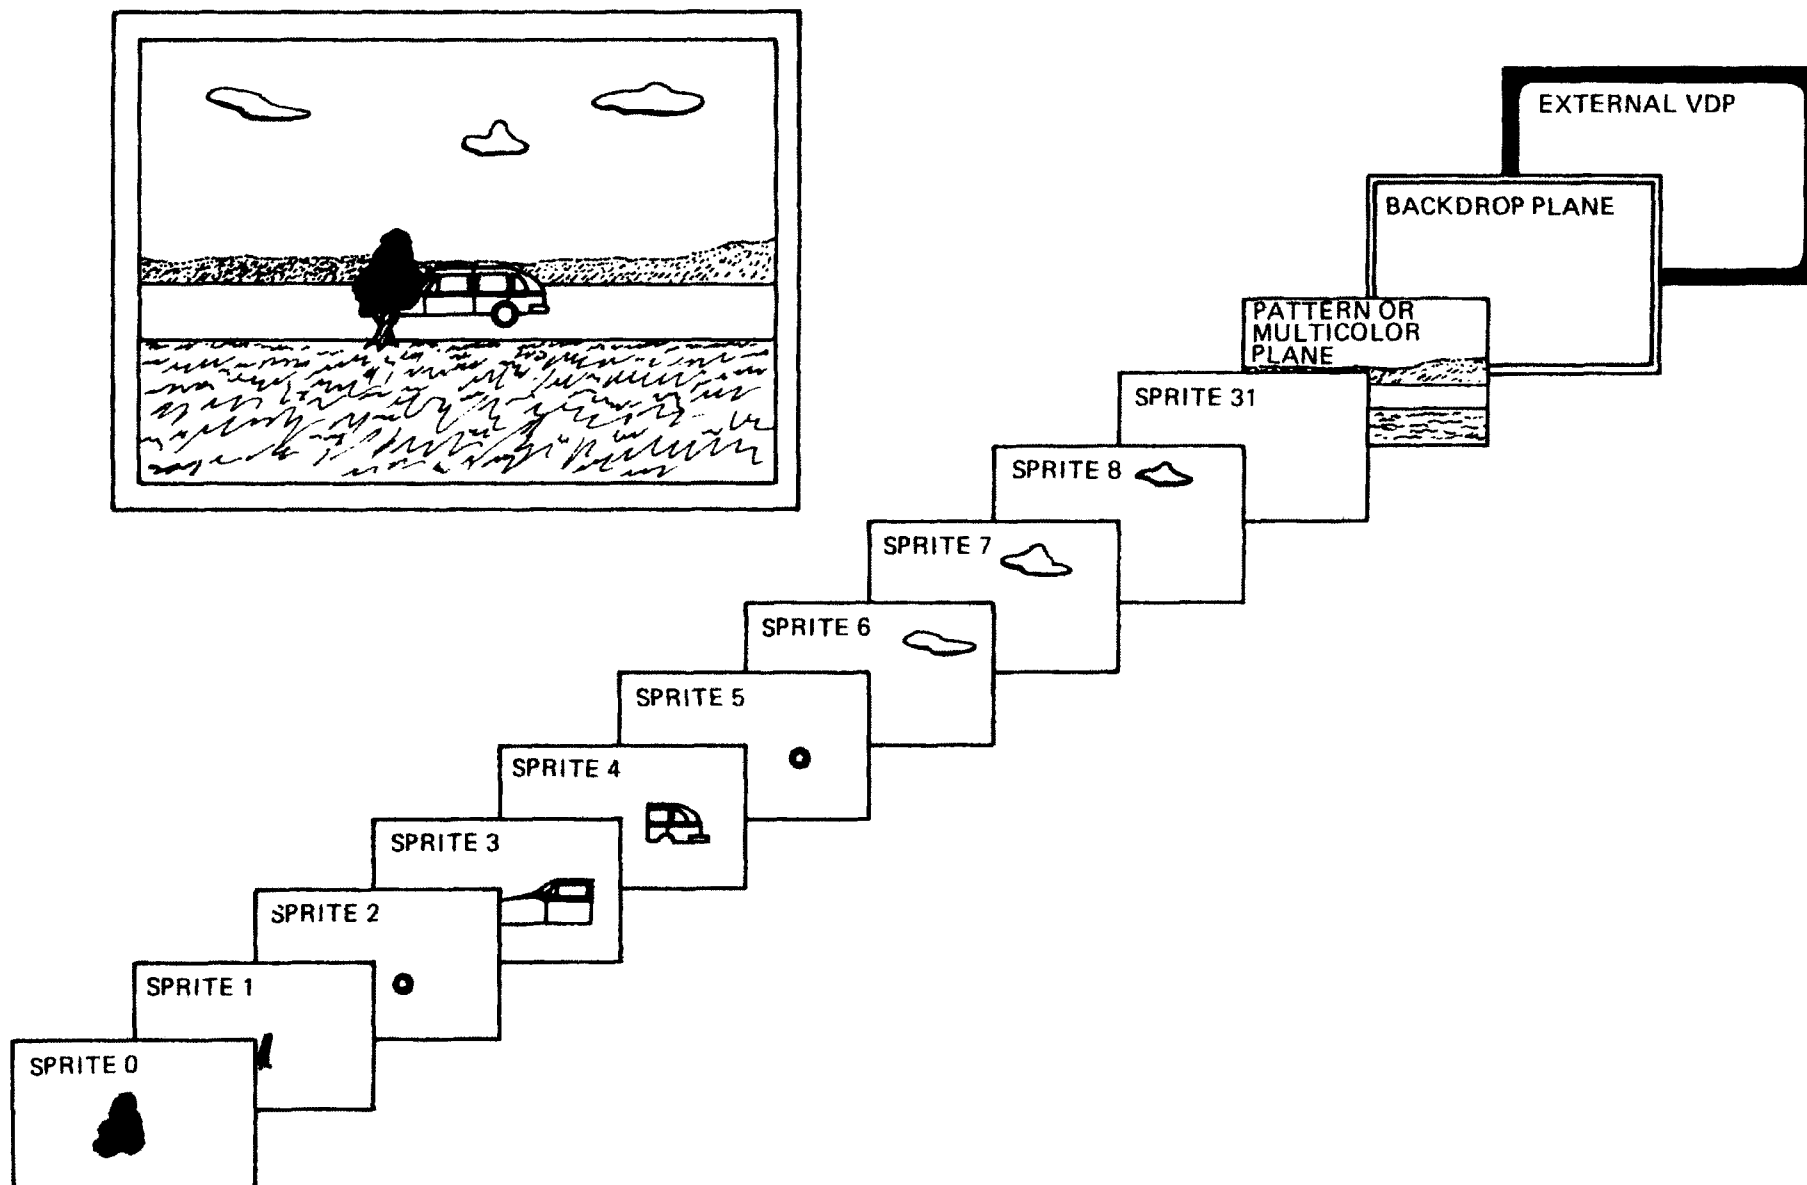 EXTERNAL VDP
BACKDROP PLANE
PATTERN OR
MULTICOLOR
PLANE
SPRITE 31
SPRITE 8
SPRITE 7
SPRITE 6
SPRITE 5
SPRITE 4
SPRITE 3
SPRITE 2
SPRITE 1
SPRITE 0